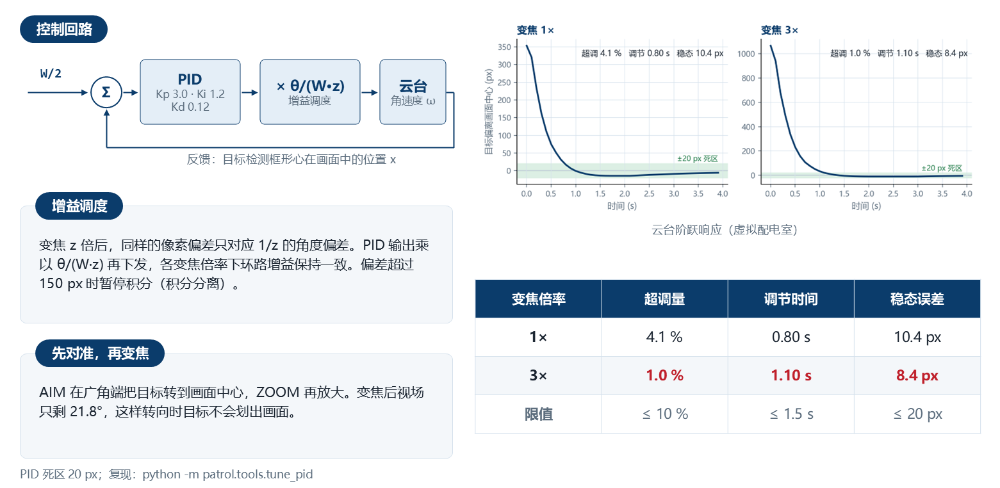 控制回路
W/2
Σ
PID
Kp 3.0 · Ki 1.2
Kd 0.12
× θ/(W•z)
增益调度
云台
角速度 ω
反馈：目标检测框形心在画面中的位置 x
增益调度
变焦 z 倍后，同样的像素偏差只对应 1/z 的角度偏差。PID 输出乘
以 θ/(W·z) 再下发，各变焦倍率下环路增益保持一致。偏差超过
150 px 时暂停积分（积分分离）。
先对准，再变焦
AIM 在广角端把目标转到画面中心，ZOOM 再放大。变焦后视场
只剩 21.8°，这样转向时目标不会划出画面。
PID 死区 20 px；复现：python -m patrol.tools.tune_pid
变焦 1×
超调 4.1 % 调节 0.80 s 稳态 10.4 px
目标偏离画面中心 (px)
350
300
250
200
150
100
50
0
±20 px 死区
0.0 0.5 1.0 1.5 2.0 2.5 3.0 3.5 4.0
时间 (s)
变焦 3×
超调 1.0 % 调节 1.10 s 稳态 8.4 px
1000
800
600
400
200
0
±20 px 死区
0.0 0.5 1.0 1.5 2.0 2.5 3.0 3.5 4.0
时间 (s)
云台阶跃响应（虚拟配电室）
变焦倍率 超调量 调节时间 稳态误差
1× 4.1 % 0.80 s 10.4 px
3× 1.0 % 1.10 s 8.4 px
限值 ≤ 10 % ≤ 1.5 s ≤ 20 px